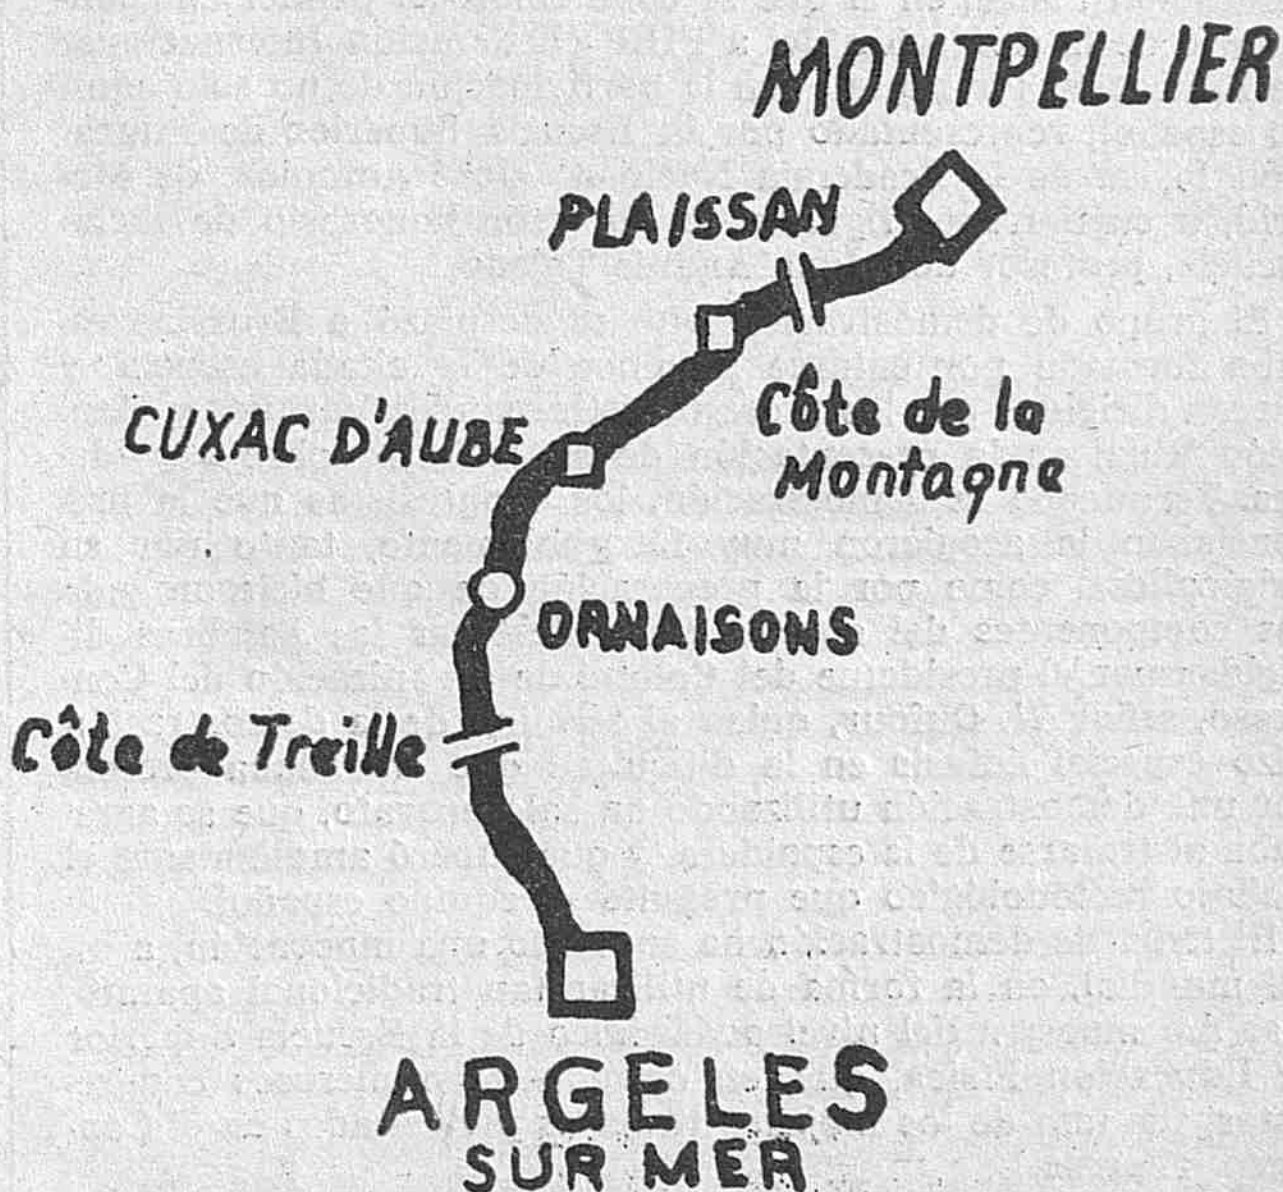 MONTPELLIER
PLAISSAN
Côte de la
Montagne
CUXAC D'AUBE
ORNAISONS
Côte de Treille
ARGELES
SUR MER